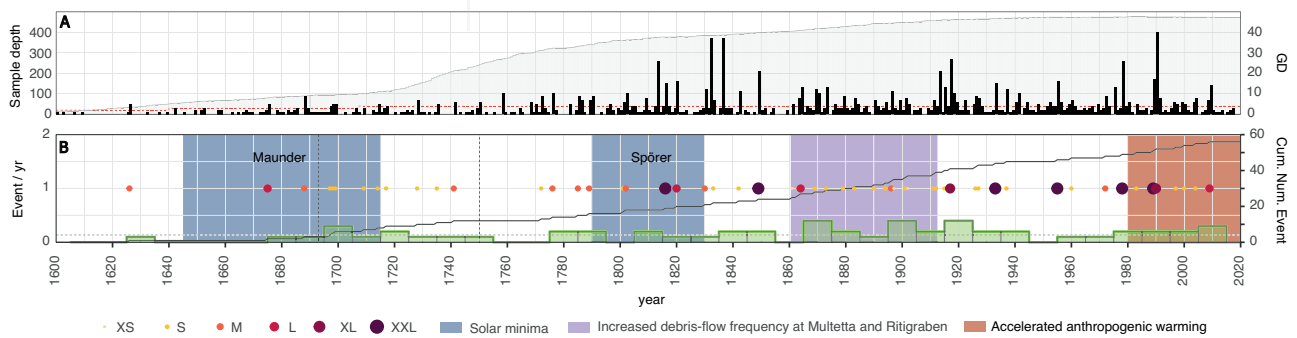 A
Sample depth
400
300
200
100
0
40
30
20
10
0
GD
B
Event / yr
2
1
0
Maunder
Spörer
60
40
20
0
Cum. Num. Event
1600 1620 1640 1660 1680 1700 1720 1740 1760 1780 1800 1820 1840 1860 1880 1900 1920 1940 1960 1980 2000 2020
year
XS S M L XL XXL Solar minima Increased debris-flow frequency at Multetta and Ritigraben Accelerated anthropogenic warming